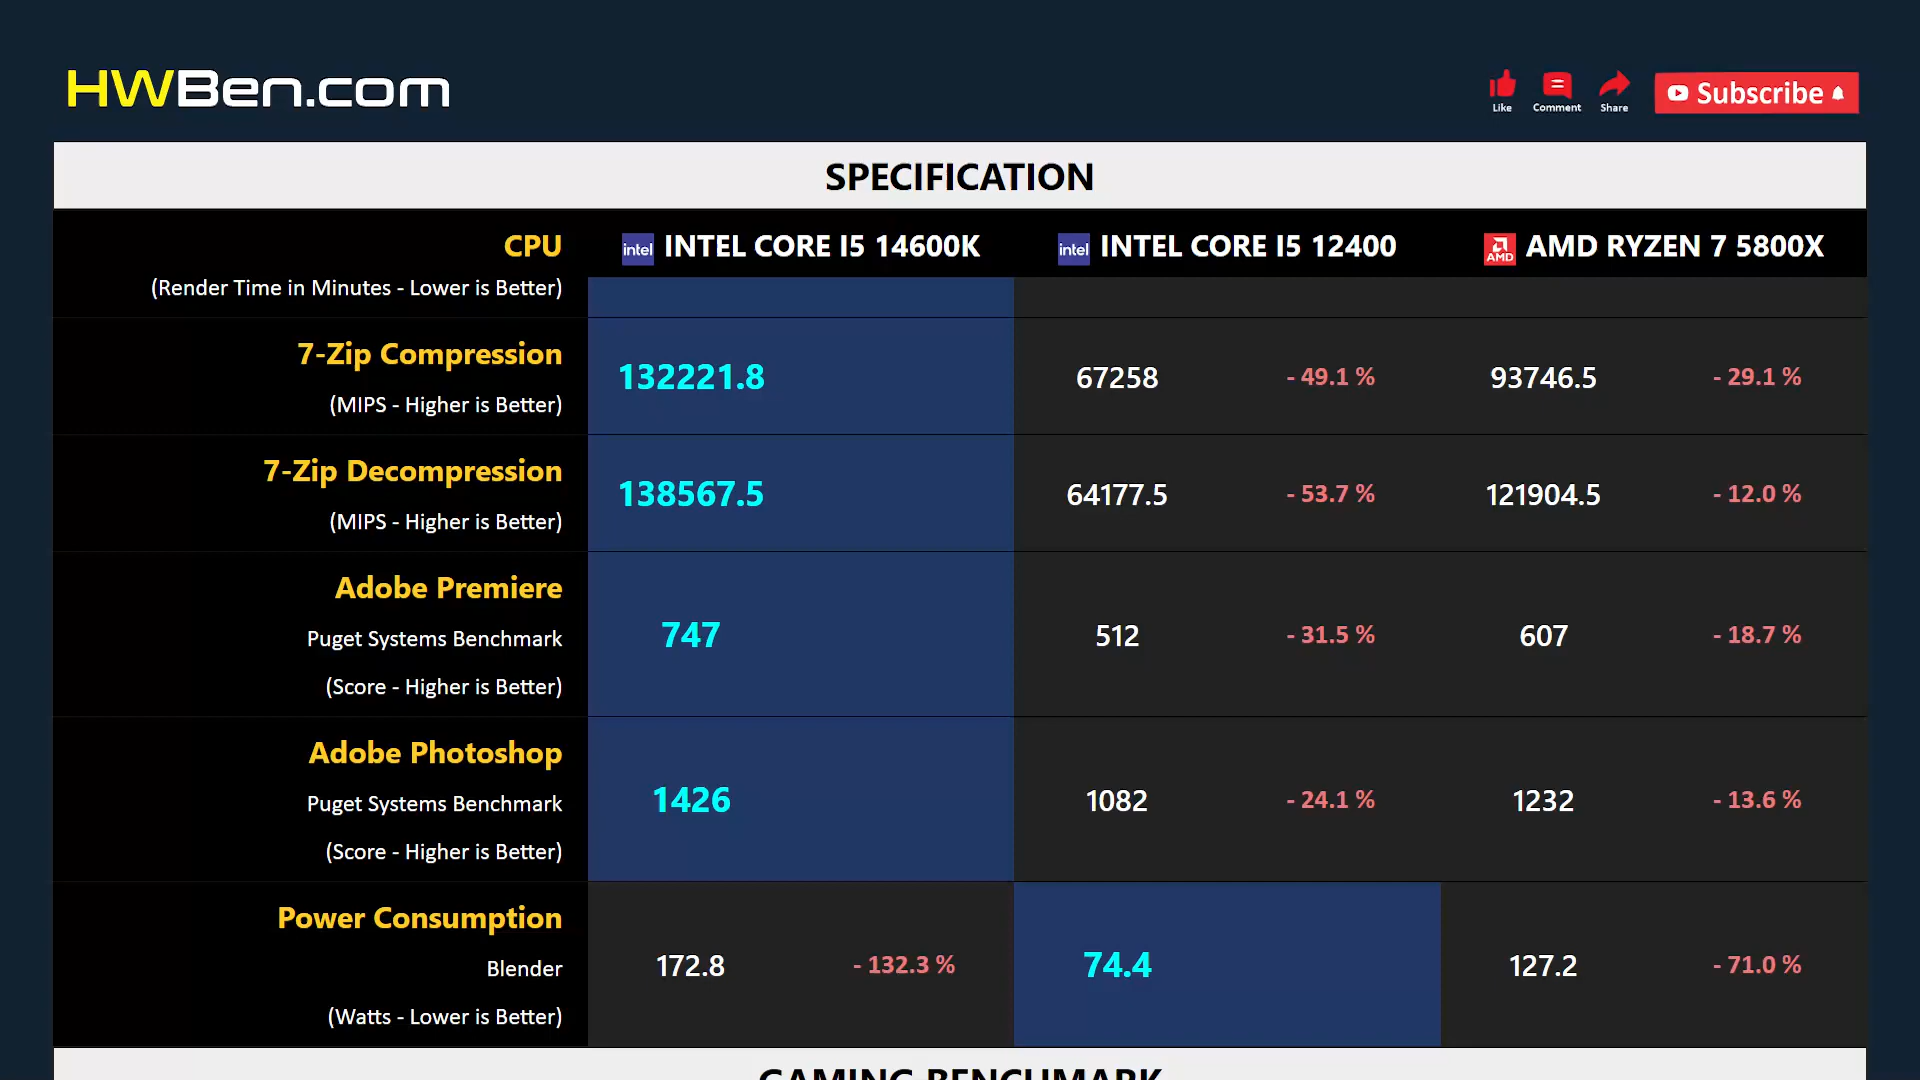 HWBen.com
Like
Comment
Share
Subscribe
SPECIFICATION
CPU
intel INTEL CORE I5 14600K
intel INTEL CORE I5 12400
AMD AMD RYZEN 7 5800X
(Render Time in Minutes - Lower is Better)
7-Zip Compression
(MIPS - Higher is Better)
132221.8
67258
- 49.1 %
93746.5
- 29.1 %
7-Zip Decompression
(MIPS - Higher is Better)
138567.5
64177.5
- 53.7 %
121904.5
- 12.0 %
Adobe Premiere
Puget Systems Benchmark
(Score - Higher is Better)
747
512
- 31.5 %
607
- 18.7 %
Adobe Photoshop
Puget Systems Benchmark
(Score - Higher is Better)
1426
1082
- 24.1 %
1232
- 13.6 %
Power Consumption
Blender
(Watts - Lower is Better)
172.8
- 132.3 %
74.4
127.2
- 71.0 %
GAMING BENCHMARK